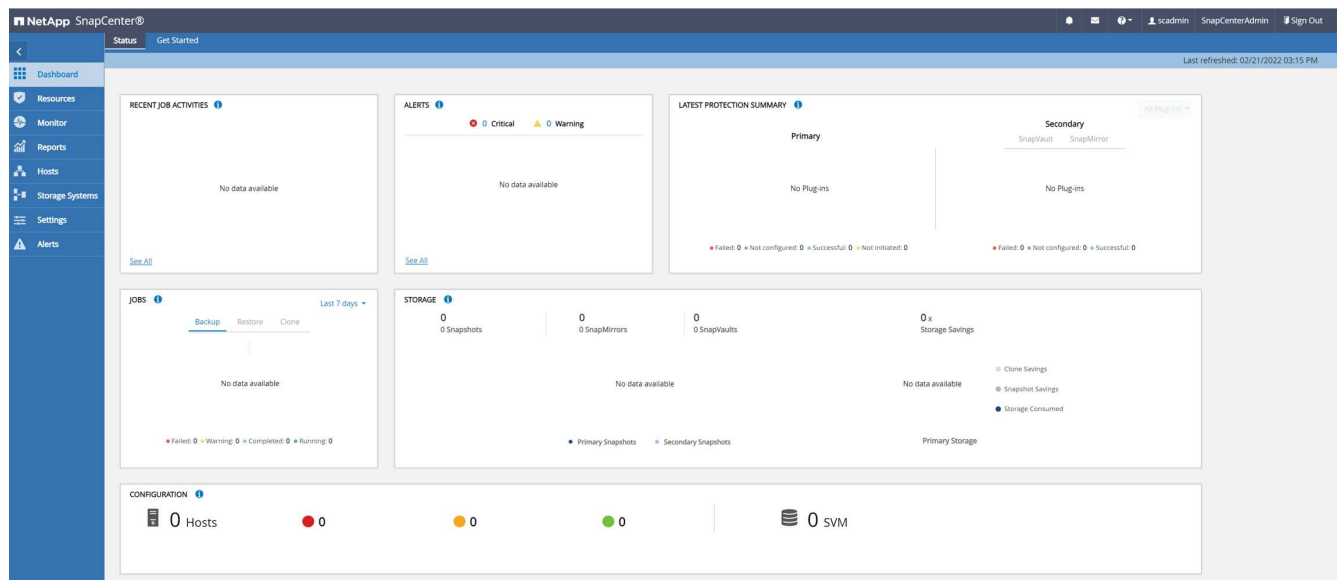 NetApp SnapCenter®
scadmin SnapCenterAdmin Sign Out
Status Get Started
Last refreshed: 02/21/2022 03:15 PM
Dashboard
Resources
Monitor
Reports
Hosts
Storage Systems
Settings
Alerts
RECENT JOB ACTIVITIES
No data available
See All
ALERTS
0 Critical 0 Warning
No data available
See All
LATEST PROTECTION SUMMARY
All Plug-ins
Primary
Secondary
SnapVault SnapMirror
No Plug-ins
No Plug-ins
Failed: 0 Not configured: 0 Successful: 0 Not Initiated: 0
Failed: 0 Not configured: 0 Successful: 0
JOBS
Last 7 days
Backup Restore Clone
No data available
Failed: 0 Warning: 0 Completed: 0 Running: 0
STORAGE
0 0 0 0 x
0 Snapshots 0 SnapMirrors 0 SnapVaults Storage Savings
No data available
No data available
Clone Savings
Snapshot Savings
Storage Consumed
Primary Snapshots Secondary Snapshots
Primary Storage
CONFIGURATION
0 Hosts 0 0 0 0 SVM